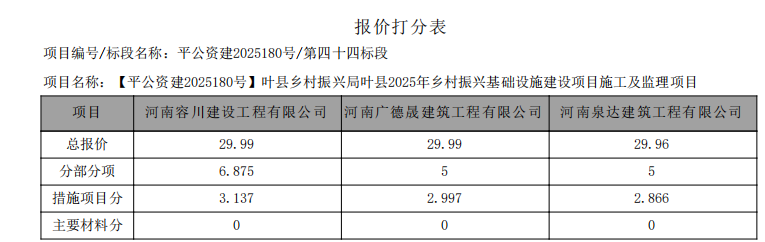 报价打分表
项目编号/标段名称：平公资建2025180号/第四十四标段
项目名称：【平公资建2025180号】叶县乡村振兴局叶县2025年乡村振兴基础设施建设项目施工及监理项目
项目 河南容川建设工程有限公司 河南广德晟建筑工程有限公司 河南泉达建筑工程有限公司
总报价 29.99 29.99 29.96
分部分项 6.875 5 5
措施项目分 3.137 2.997 2.866
主要材料分 0 0 0